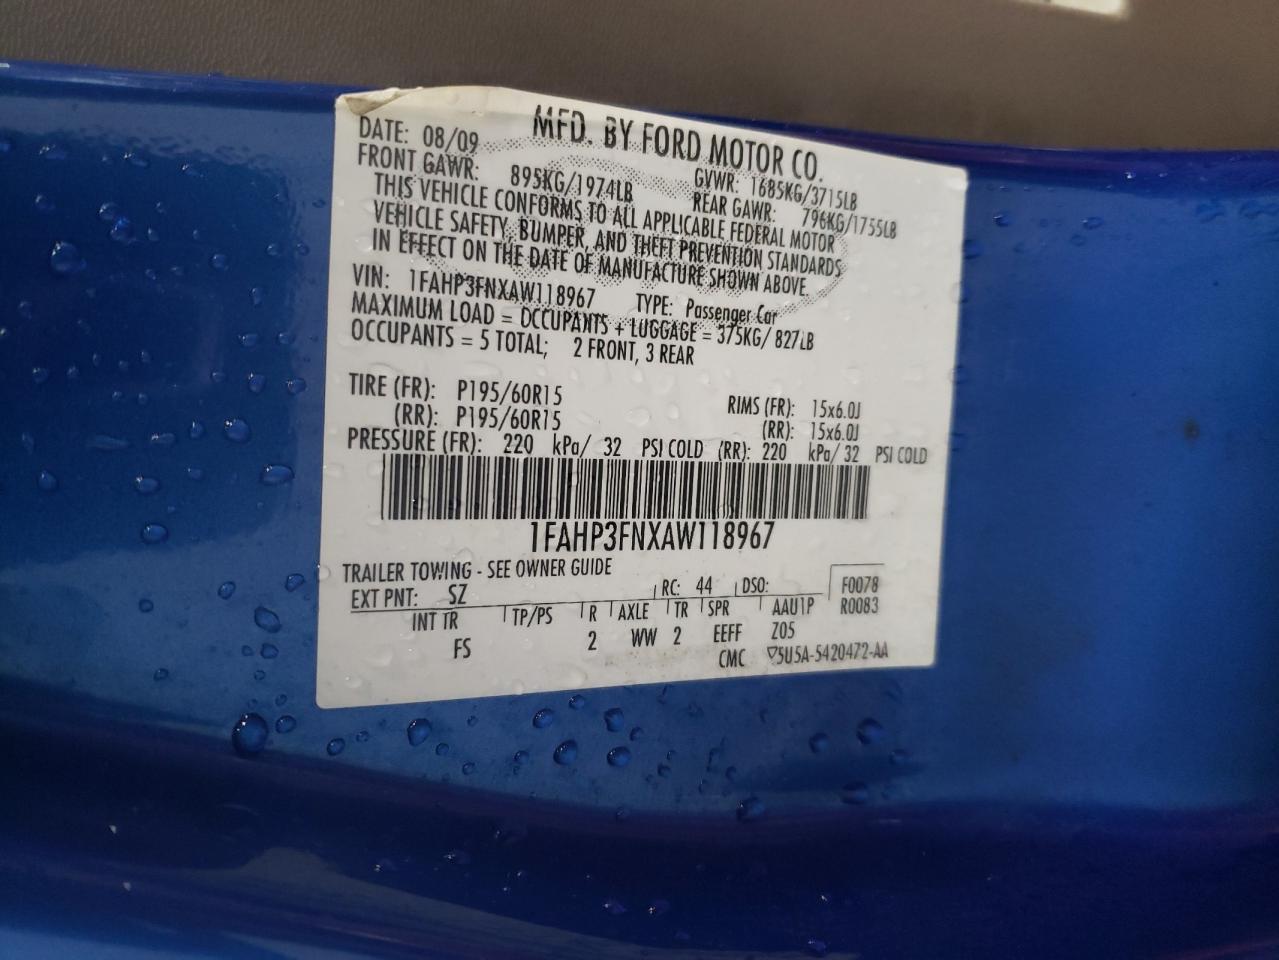 MFD. BY FORD MOTOR CO.
DATE: 08/09 GVWR: 1685KG/3715LB
FRONT GAWR: 895KG/1974LB REAR GAWR: 796KG/1755LB
THIS VEHICLE CONFORMS TO ALL APPLICABLE FEDERAL MOTOR
VEHICLE SAFETY, BUMPER, AND THEFT PREVENTION STANDARDS
IN EFFECT ON THE DATE OF MANUFACTURE SHOWN ABOVE.
VIN: 1FAHP3FNXAW118967 TYPE: Passenger Car
MAXIMUM LOAD = OCCUPANTS + LUGGAGE = 375KG/ 827LB
OCCUPANTS = 5 TOTAL; 2 FRONT, 3 REAR
TIRE (FR): P195/60R15 RIMS (FR): 15x6.0J
(RR): P195/60R15 (RR): 15x6.0J
PRESSURE (FR): 220 kPa/ 32 PSI COLD (RR): 220 kPa/ 32 PSI COLD
1FAHP3FNXAW118967
TRAILER TOWING - SEE OWNER GUIDE
EXT PNT: SZ RC: 44 DSO: F0078
INT TR TP/PS R AXLE TR SPR AAU1P R0083
FS 2 WW 2 EEFF Z05
CMC ▽5U5A-5420472-AA